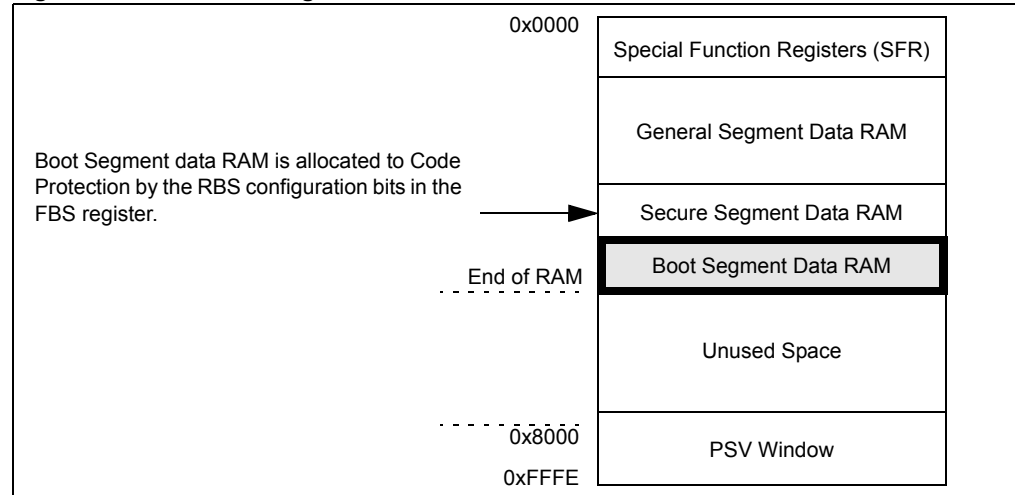 0x0000
Special Function Registers (SFR)
General Segment Data RAM
Boot Segment data RAM is allocated to Code
Protection by the RBS configuration bits in the
FBS register.
Secure Segment Data RAM
Boot Segment Data RAM
End of RAM
Unused Space
0x8000
PSV Window
0xFFFE